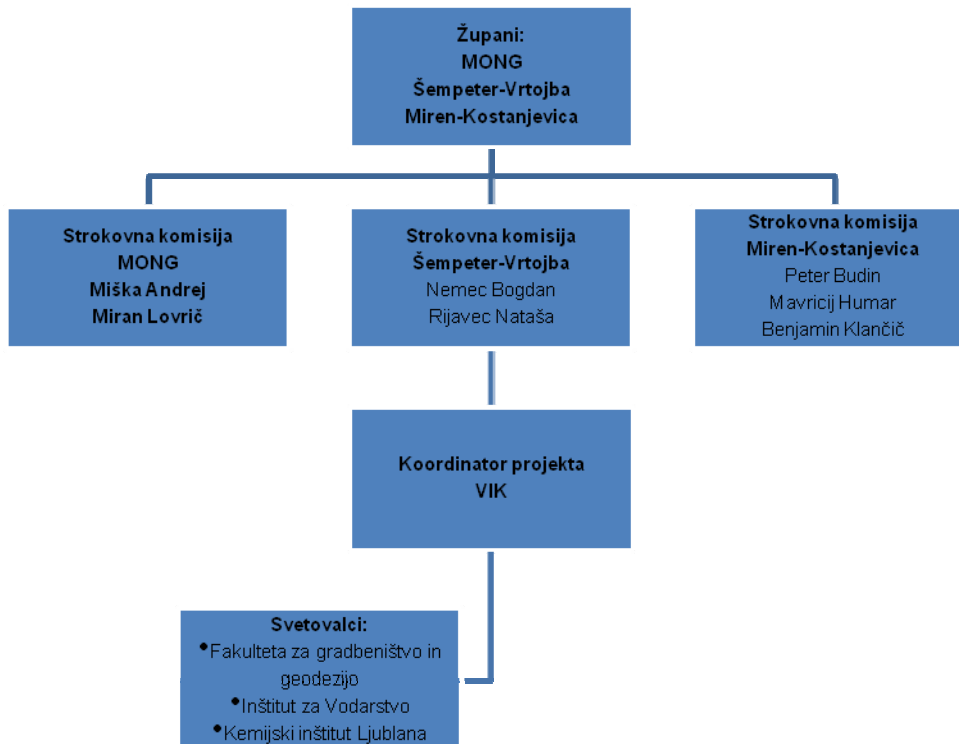 Župani:
MONG
Šempeter-Vrtojba
Miren-Kostanjevica
Strokovna komisija
MONG
Miška Andrej
Miran Lovrič
Strokovna komisija
Šempeter-Vrtojba
Nemec Bogdan
Rijavec Nataša
Strokovna komisija
Miren-Kostanjevica
Peter Budin
Mavricij Humar
Benjamin Klančič
Koordinator projekta
VIK
Svetovalci:
•Fakulteta za gradbeništvo in
geodezijo
•Inštitut za Vodarstvo
•Kemijski inštitut Ljublana